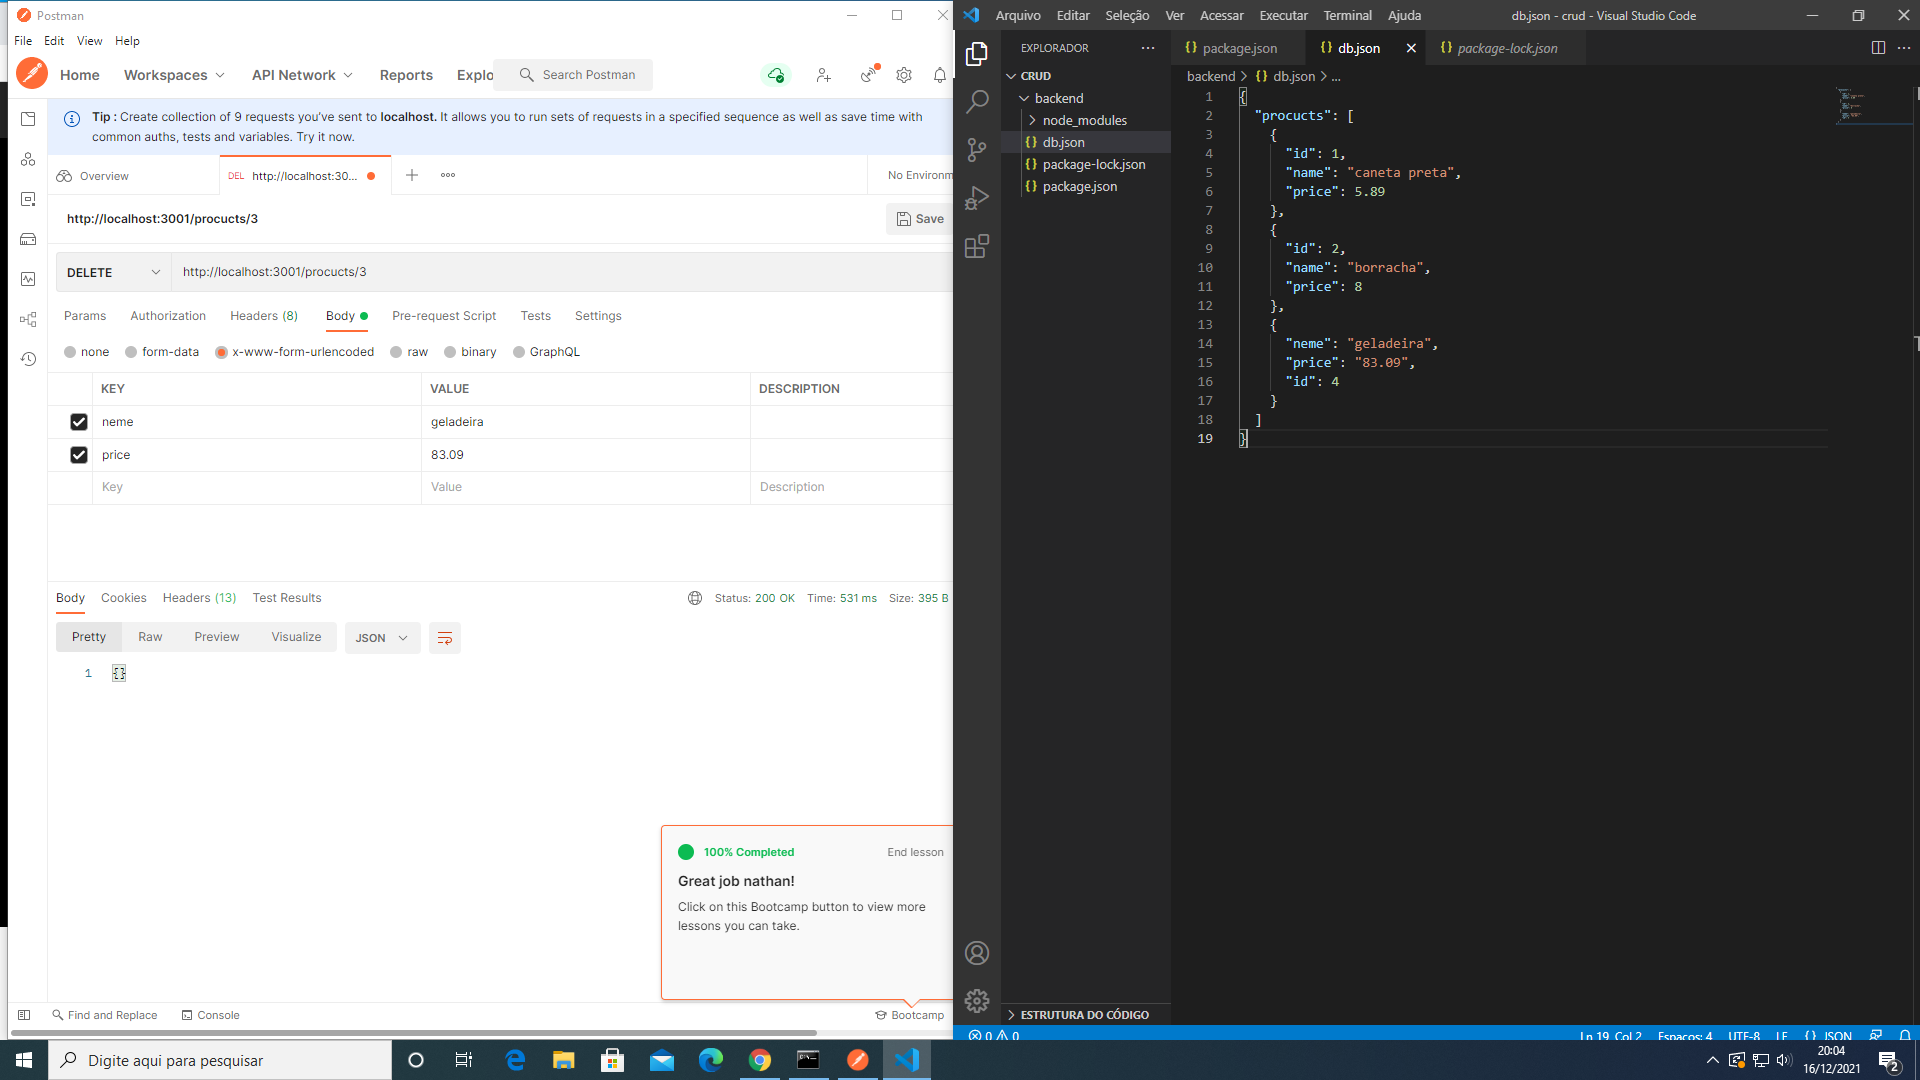 Postman
File Edit View Help
Home Workspaces API Network Reports Explo Search Postman
Tip : Create collection of 9 requests you've sent to localhost. It allows you to run sets of requests in a specified sequence as well as save time with
common auths, tests and variables. Try it now.
Overview DEL http://localhost:30... No Environm
http://localhost:3001/procucts/3 Save
DELETE http://localhost:3001/procucts/3
Params Authorization Headers (8) Body Pre-request Script Tests Settings
none form-data x-www-form-urlencoded raw binary GraphQL
KEY VALUE DESCRIPTION
neme geladeira
price 83.09
Key Value Description
Body Cookies Headers (13) Test Results Status: 200 OK Time: 531 ms Size: 395 B
Pretty Raw Preview Visualize JSON
1 {}
100% Completed End lesson
Great job nathan!
Click on this Bootcamp button to view more
lessons you can take.
Find and Replace Console Bootcamp
Arquivo Editar Seleção Ver Acessar Executar Terminal Ajuda db.json - crud - Visual Studio Code
EXPLORADOR
CRUD
backend
node_modules
{} db.json
{} package-lock.json
{} package.json
ESTRUTURA DO CÓDIGO
{} package.json {} db.json {} package-lock.json
backend > {} db.json > ...
1 {
2 "procucts": [
3 {
4 "id": 1,
5 "name": "caneta preta",
6 "price": 5.89
7 },
8 {
9 "id": 2,
10 "name": "borracha",
11 "price": 8
12 },
13 {
14 "neme": "geladeira",
15 "price": "83.09",
16 "id": 4
17 }
18 ]
19 }
0 0 Ln 19, Col 2 Espaços: 4 UTF-8 LF {} JSON
Digite aqui para pesquisar
20:04
16/12/2021
2